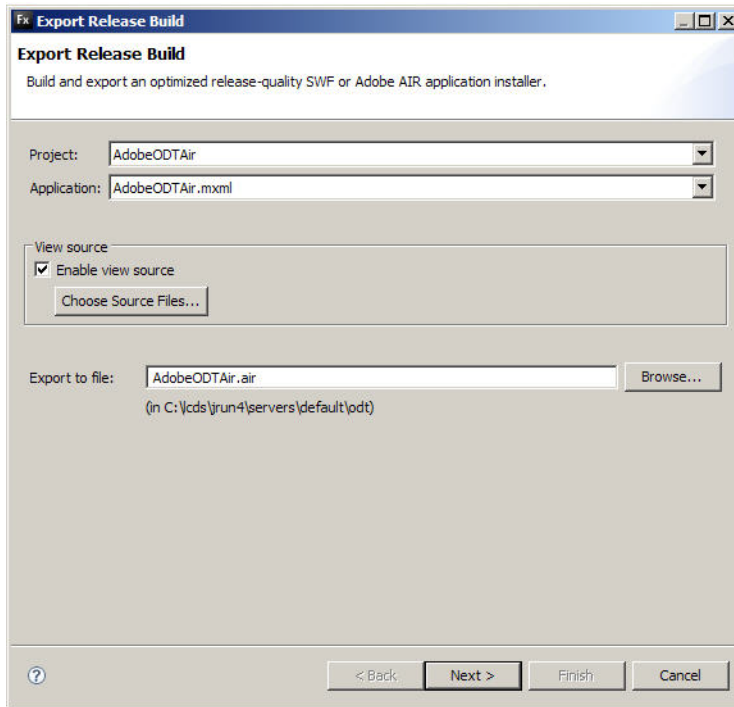 Fx Export Release Build
Export Release Build
Build and export an optimized release-quality SWF or Adobe AIR application installer.
Project: AdobeODTAir
Application: AdobeODTAir.mxml
View source
Enable view source
Choose Source Files...
Export to file: AdobeODTAir.air Browse...
(in C:\lcds\jrun4\servers\default\odt)
? < Back Next > Finish Cancel